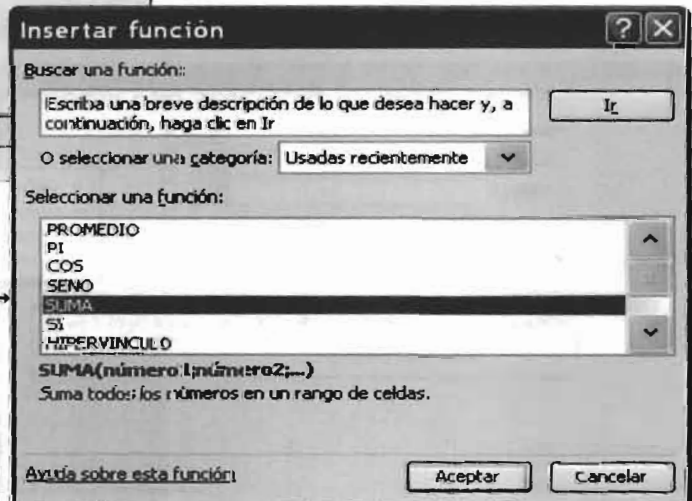 Insertar función
Buscar una función:
Escriba una breve descripción de lo que desea hacer y, a
continuación, haga clic en Ir
Ir
O seleccionar una categoría: Usadas recientemente
Seleccionar una función:
PROMEDIO
PI
COS
SENO
SUMA
SI
HIPERVINCULO
SUMA(número1;número2;...)
Suma todos los números en un rango de celdas.
Ayuda sobre esta función
Aceptar
Cancelar